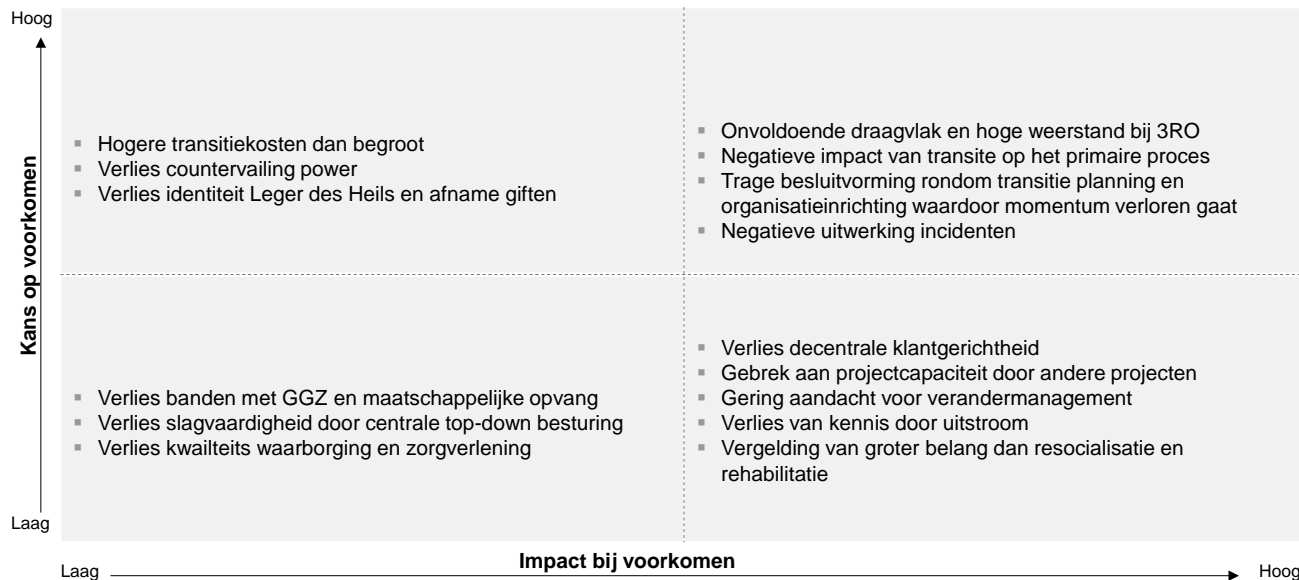 Hoog
Kans op voorkomen
Hogere transitiekosten dan begroot
Verlies countervailing power
Verlies identiteit Leger des Heils en afname giften
Onvoldoende draagvlak en hoge weerstand bij 3RO
Negatieve impact van transite op het primaire proces
Trage besluitvorming rondom transitie planning en
organisatieinrichting waardoor momentum verloren gaat
Negatieve uitwerking incidenten
Verlies banden met GGZ en maatschappelijke opvang
Verlies slagvaardigheid door centrale top-down besturing
Verlies kwailteits waarborging en zorgverlening
Verlies decentrale klantgerichtheid
Gebrek aan projectcapaciteit door andere projecten
Gering aandacht voor verandermanagement
Verlies van kennis door uitstroom
Vergelding van groter belang dan resocialisatie en
rehabilitatie
Laag
Laag
Impact bij voorkomen
Hoog